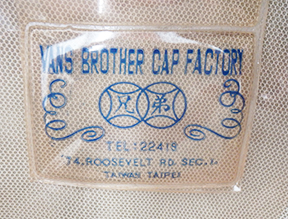 YANG BROTHER CAP FACTORY
兄弟
TEL:22419
74. ROOSEVELT RD. SEC.1.
TAIWAN TAIPEI